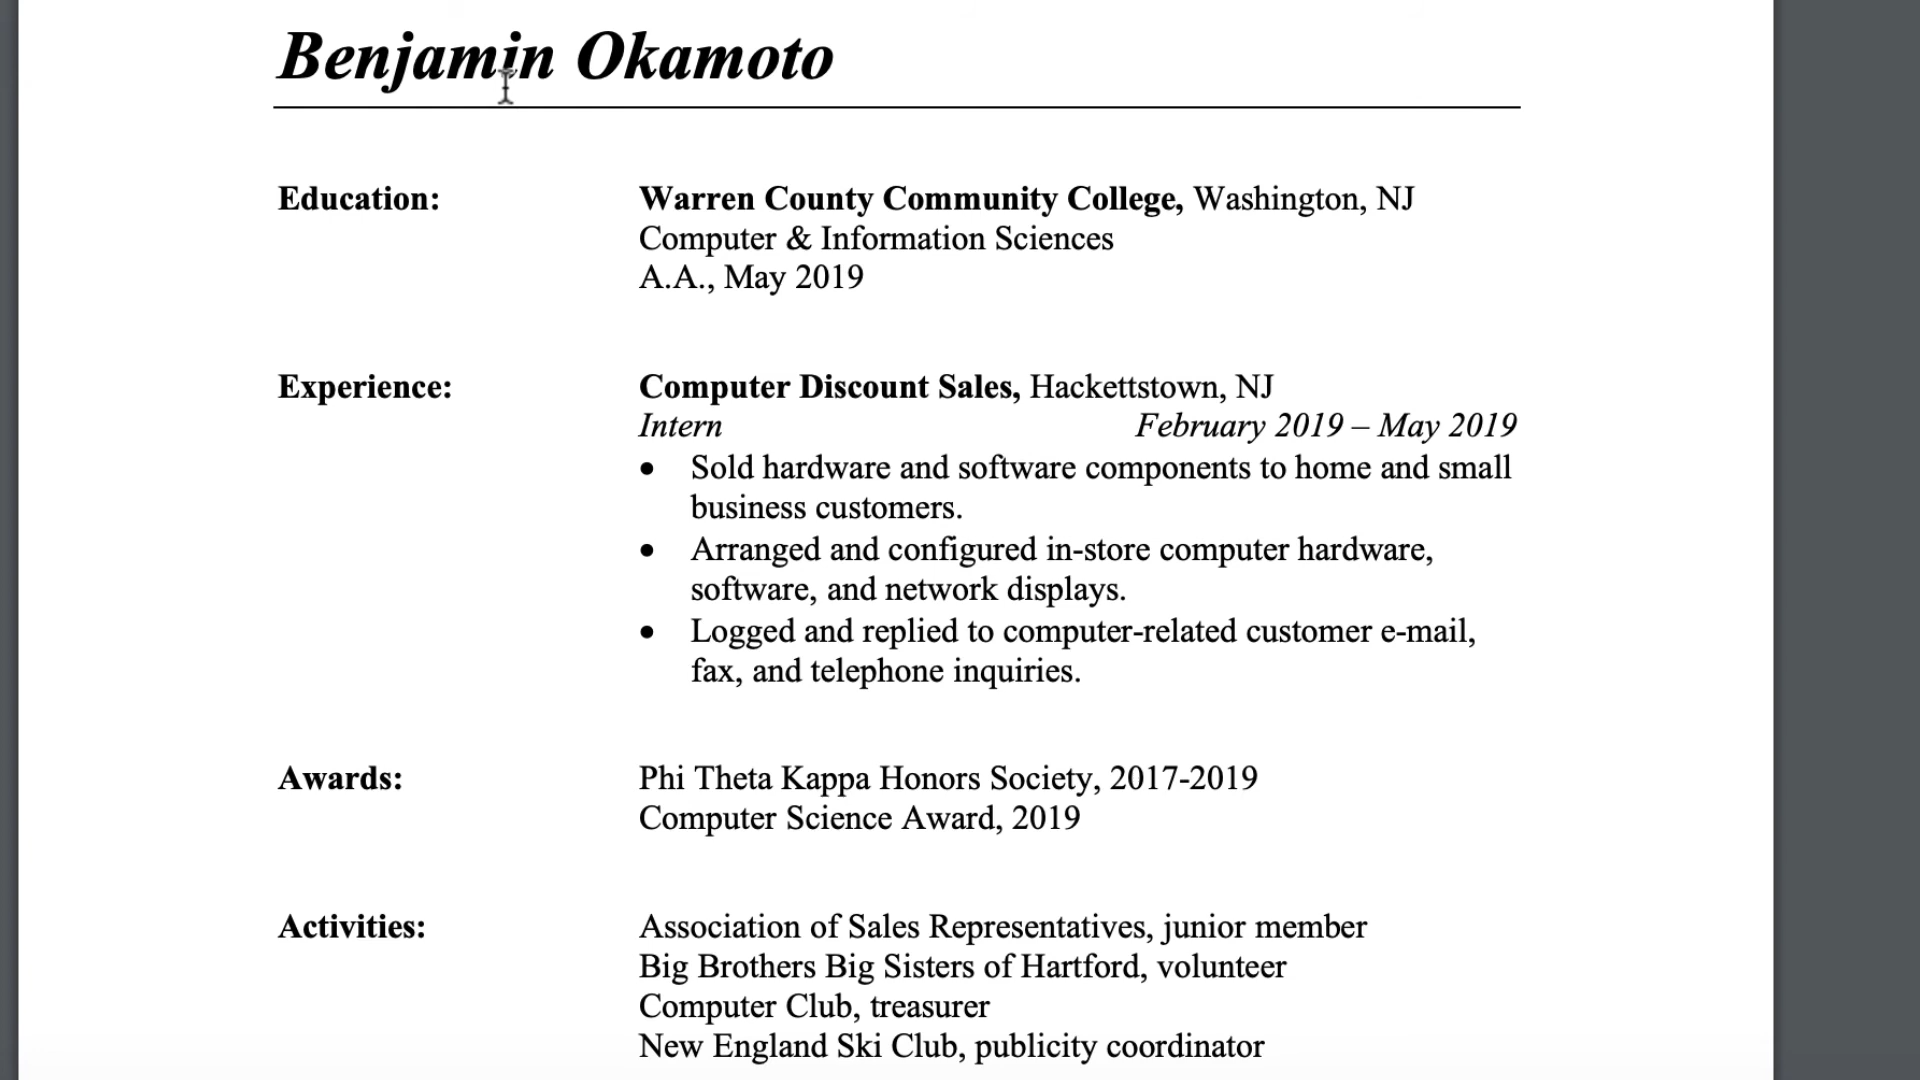 Benjamin Okamoto
Education:
Warren County Community College, Washington, NJ
Computer & Information Sciences
A.A., May 2019
Experience:
Computer Discount Sales, Hackettstown, NJ
Intern February 2019 – May 2019
• Sold hardware and software components to home and small
business customers.
• Arranged and configured in-store computer hardware,
software, and network displays.
• Logged and replied to computer-related customer e-mail,
fax, and telephone inquiries.
Awards:
Phi Theta Kappa Honors Society, 2017-2019
Computer Science Award, 2019
Activities:
Association of Sales Representatives, junior member
Big Brothers Big Sisters of Hartford, volunteer
Computer Club, treasurer
New England Ski Club, publicity coordinator